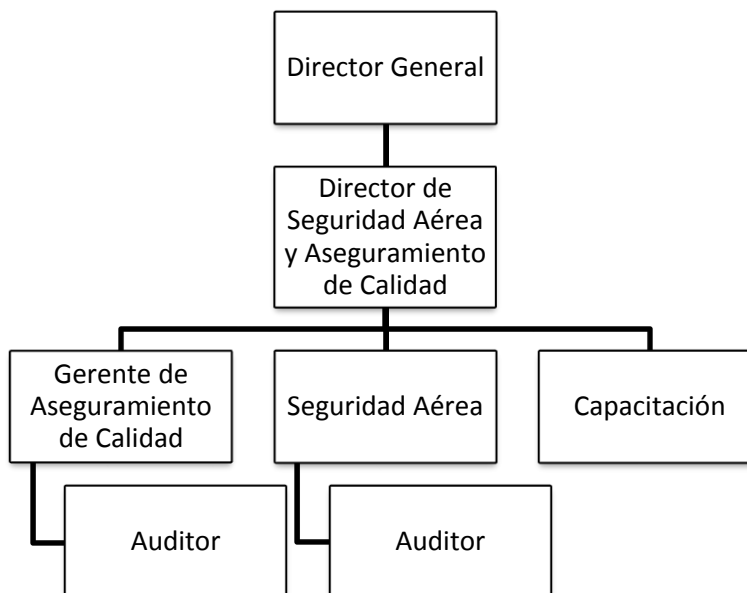 Director General
Director de
Seguridad Aérea
y Aseguramiento
de Calidad
Gerente de
Aseguramiento
de Calidad
Seguridad Aérea
Capacitación
Auditor
Auditor